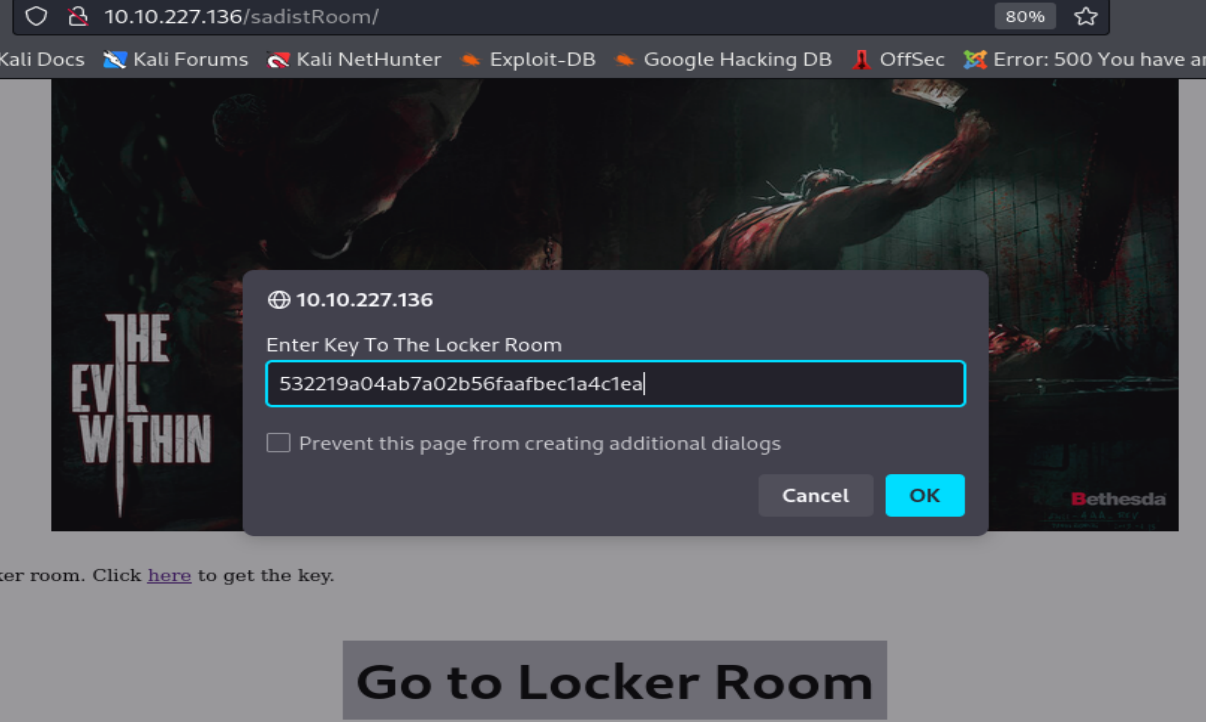 10.10.227.136/sadistRoom/
80%
Kali Docs Kali Forums Kali NetHunter Exploit-DB Google Hacking DB OffSec Error: 500 You have an
THE
EVIL
WITHIN
10.10.227.136
Enter Key To The Locker Room
532219a04ab7a02b56faafbec1a4c1ea
Prevent this page from creating additional dialogs
Cancel OK
Bethesda
ker room. Click here to get the key.
Go to Locker Room